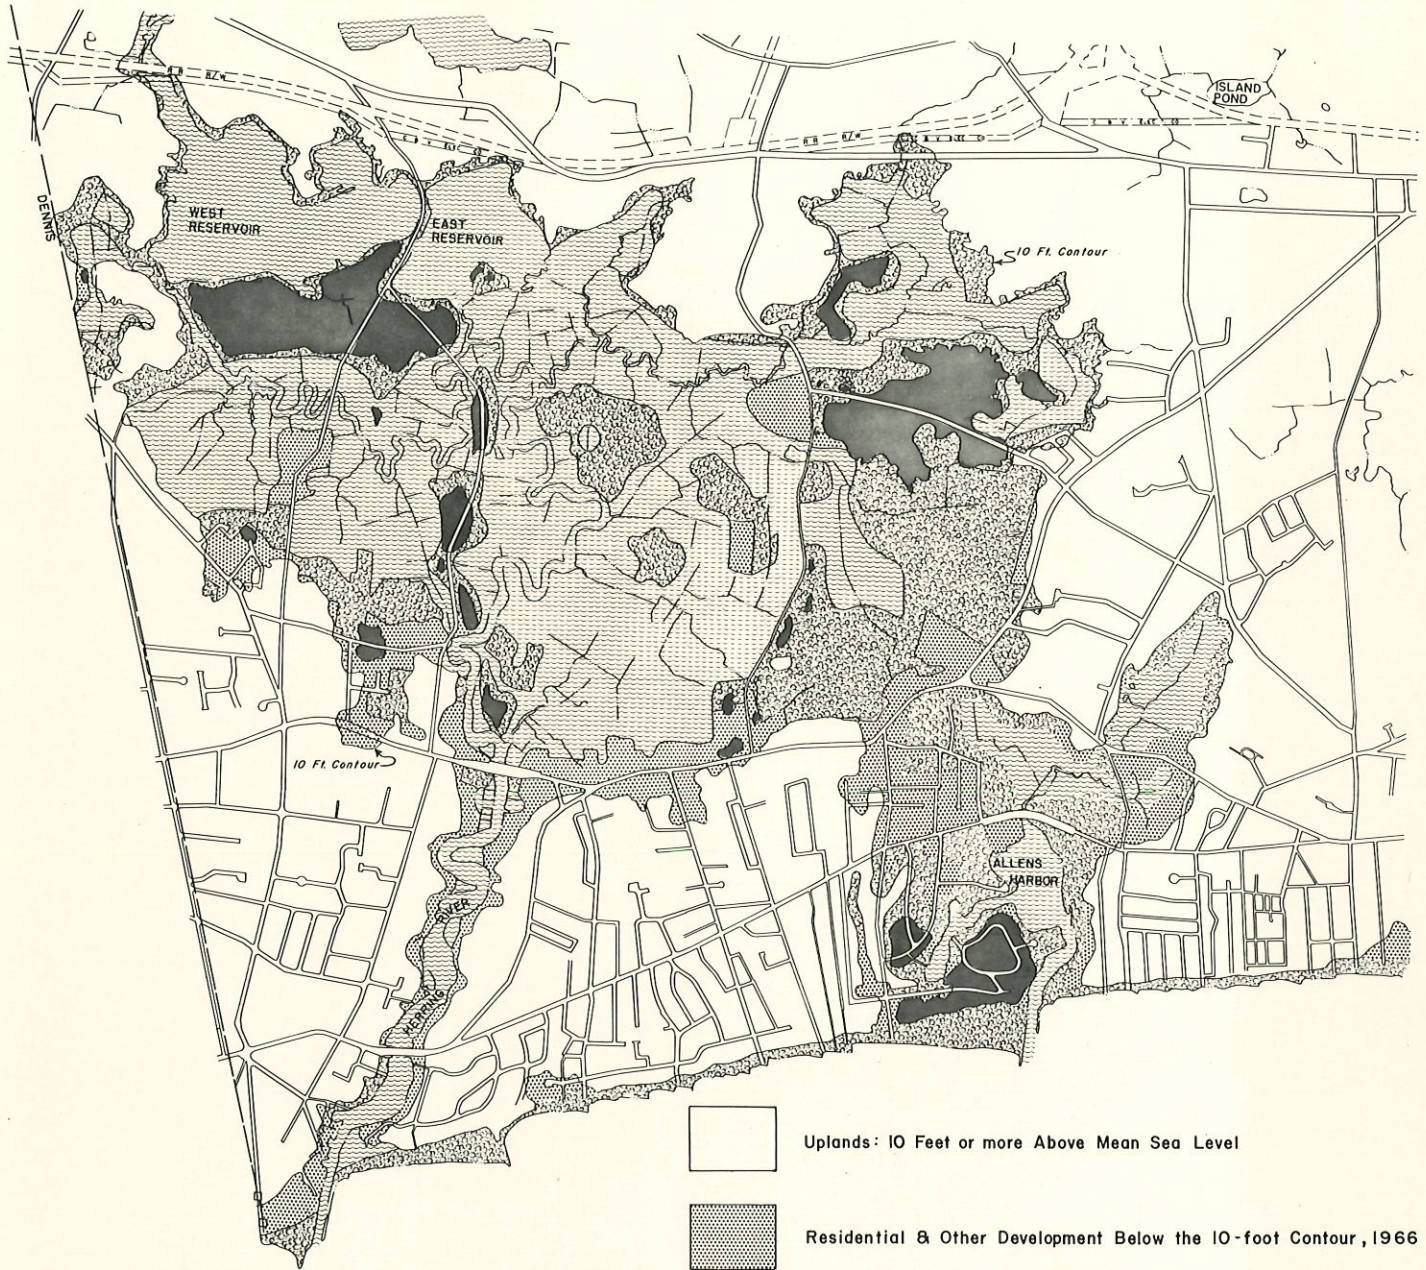 R R R/W
ISLAND
POND
R R R/W
DENNIS
WEST
RESERVOIR
EAST
RESERVOIR
10 Ft. Contour
10 Ft. Contour
ALLENS
HARBOR
HERRING RIVER
Uplands: 10 Feet or more Above Mean Sea Level
Residential & Other Development Below the 10-foot Contour, 1966